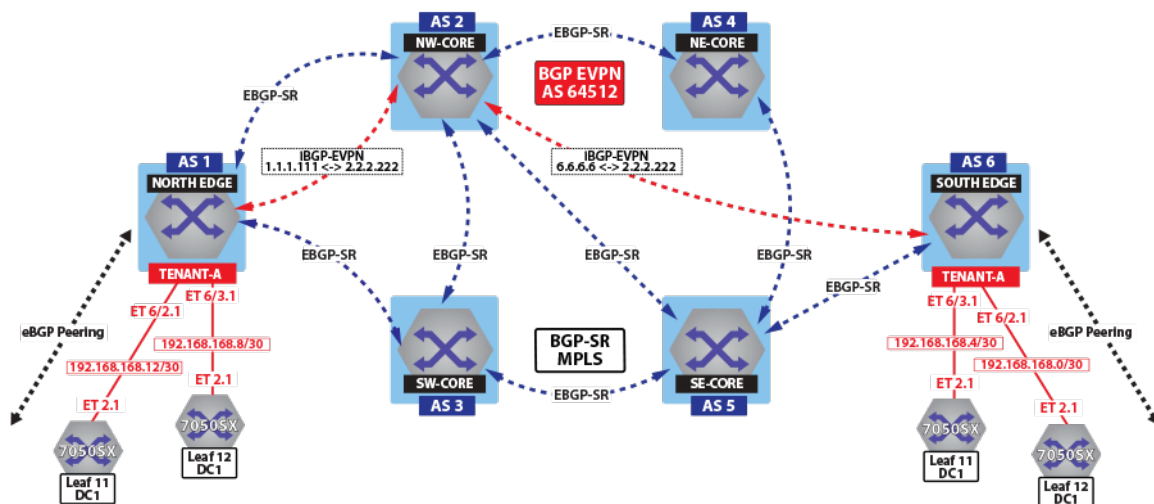 AS 2
NW-CORE
AS 4
NE-CORE
EBGP-SR
BGP EVPN
AS 64512
EBGP-SR
iBGP-EVPN
1.1.1.111 <-> 2.2.2.222
iBGP-EVPN
6.6.6.6 <-> 2.2.2.222
AS 1
NORTH EDGE
AS 6
SOUTH EDGE
EBGP-SR
EBGP-SR
EBGP-SR
EBGP-SR
EBGP-SR
TENANT-A
TENANT-A
ET 6/2.1
ET 6/3.1
ET 6/3.1
ET 6/2.1
eBGP Peering
eBGP Peering
192.168.168.8/30
192.168.168.12/30
192.168.168.4/30
192.168.168.0/30
BGP-SR
MPLS
SW-CORE
AS 3
SE-CORE
AS 5
EBGP-SR
ET 2.1
ET 2.1
ET 2.1
ET 2.1
7050SX
Leaf 11
DC1
7050SX
Leaf 12
DC1
7050SX
Leaf 11
DC1
7050SX
Leaf 12
DC1